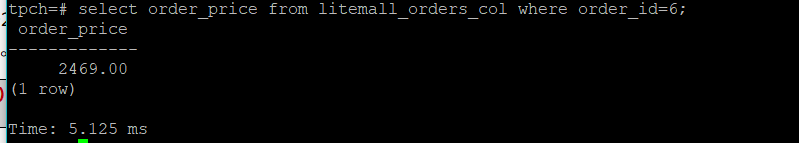 tpch=# select order_price from litemall_orders_col where order_id=6;
order_price
-------------
2469.00
(1 row)
Time: 5.125 ms